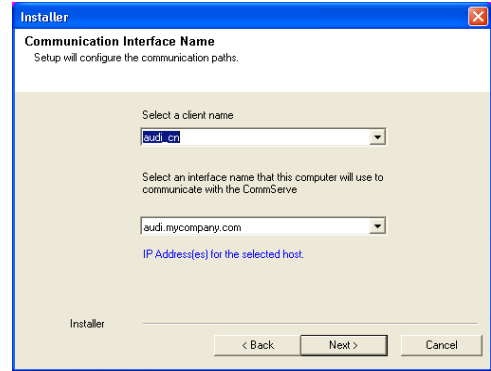 Installer
Communication Interface Name
Setup will configure the communication paths.
Select a client name
audi_cn
Select an interface name that this computer will use to
communicate with the CommServe
audi.mycompany.com
IP Address(es) for the selected host.
Installer
< Back
Next >
Cancel